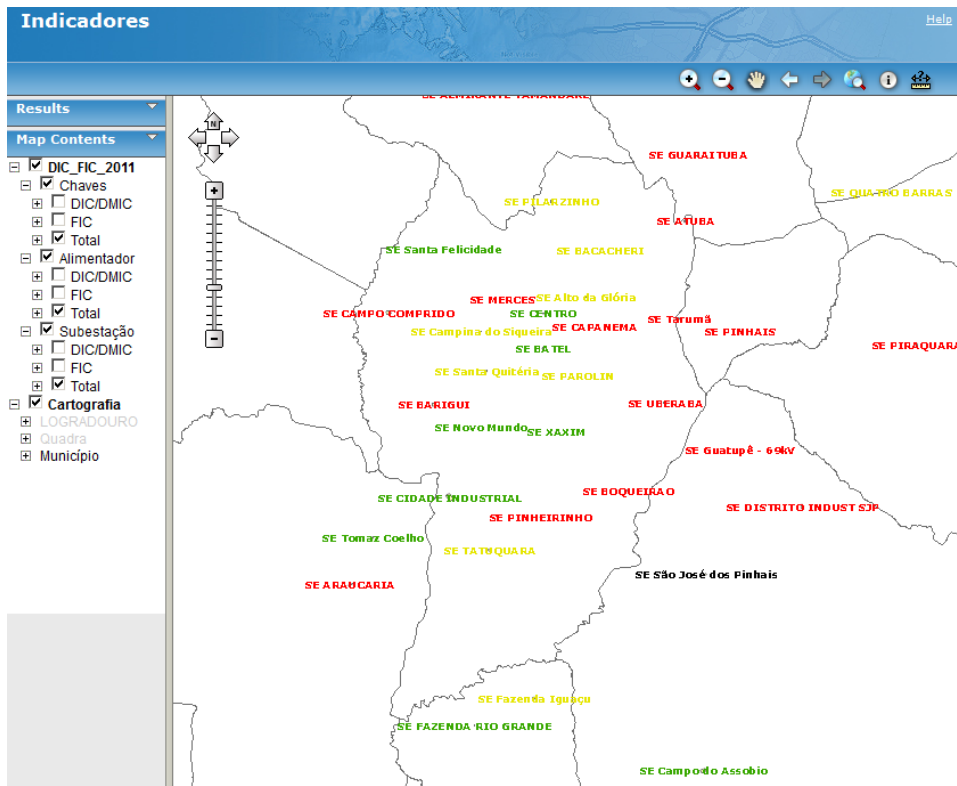 Indicadores
Help
Results
Map Contents
DIC_FIC_2011
Chaves
DIC/DMIC
FIC
Total
Alimentador
DIC/DMIC
FIC
Total
Subestação
DIC/DMIC
FIC
Total
Cartografia
LOGRADOURO
Quadra
Município
N
SE ALMIRANTE TAMANDARE
SE GUARAITUBA
SE QUATRO BARRAS
SE PILARZINHO
SE ATUBA
SE Santa Felicidade
SE BACACHERI
SE MERCES
SE Alto da Glória
SE CAMPO COMPRIDO
SE CENTRO
SE Tarumã
SE Campina do Siqueira
SE CAPANEMA
SE PINHAIS
SE BATEL
SE PIRAQUARA
SE Santa Quitéria
SE PAROLIN
SE BARIGUI
SE UBERABA
SE Novo Mundo
SE XAXIM
SE Guatupê - 69kV
SE CIDADE INDUSTRIAL
SE BOQUEIRAO
SE DISTRITO INDUST SJP
SE PINHEIRINHO
SE Tomaz Coelho
SE TATUQUARA
SE São José dos Pinhais
SE ARAUCARIA
SE Fazenda Iguaçu
SE FAZENDA RIO GRANDE
SE Campo do Assobio